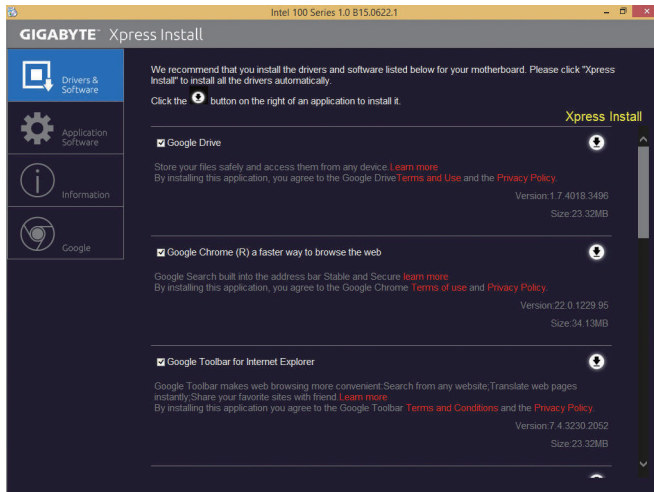 Intel 100 Series 1.0 B15.0622.1
GIGABYTE™ Xpress Install
Drivers &
Software
Application
Software
Information
Google
We recommend that you install the drivers and software listed below for your motherboard. Please click "Xpress
Install" to install all the drivers automatically.
Click the button on the right of an application to install it.
Xpress Install
Google Drive
Store your files safely and access them from any device.Learn more
By installing this application, you agree to the Google DriveTerms and Use and the Privacy Policy.
Version:1.7.4018.3496
Size:23.32MB
Google Chrome (R) a faster way to browse the web
Google Search built into the address bar Stable and Secure learn more
By installing this application, you agree to the Google Chrome Terms of use and Privacy Policy.
Version:22.0.1229.95
Size:34.13MB
Google Toolbar for Internet Explorer
Google Toolbar makes web browsing more convenient:Search from any website;Translate web pages
instantly;Share your favorite sites with friend.Learn more
By installing this application you agree to the Google Toolbar Terms and Conditions and the Privacy Policy.
Version:7.4.3230.2052
Size:23.32MB